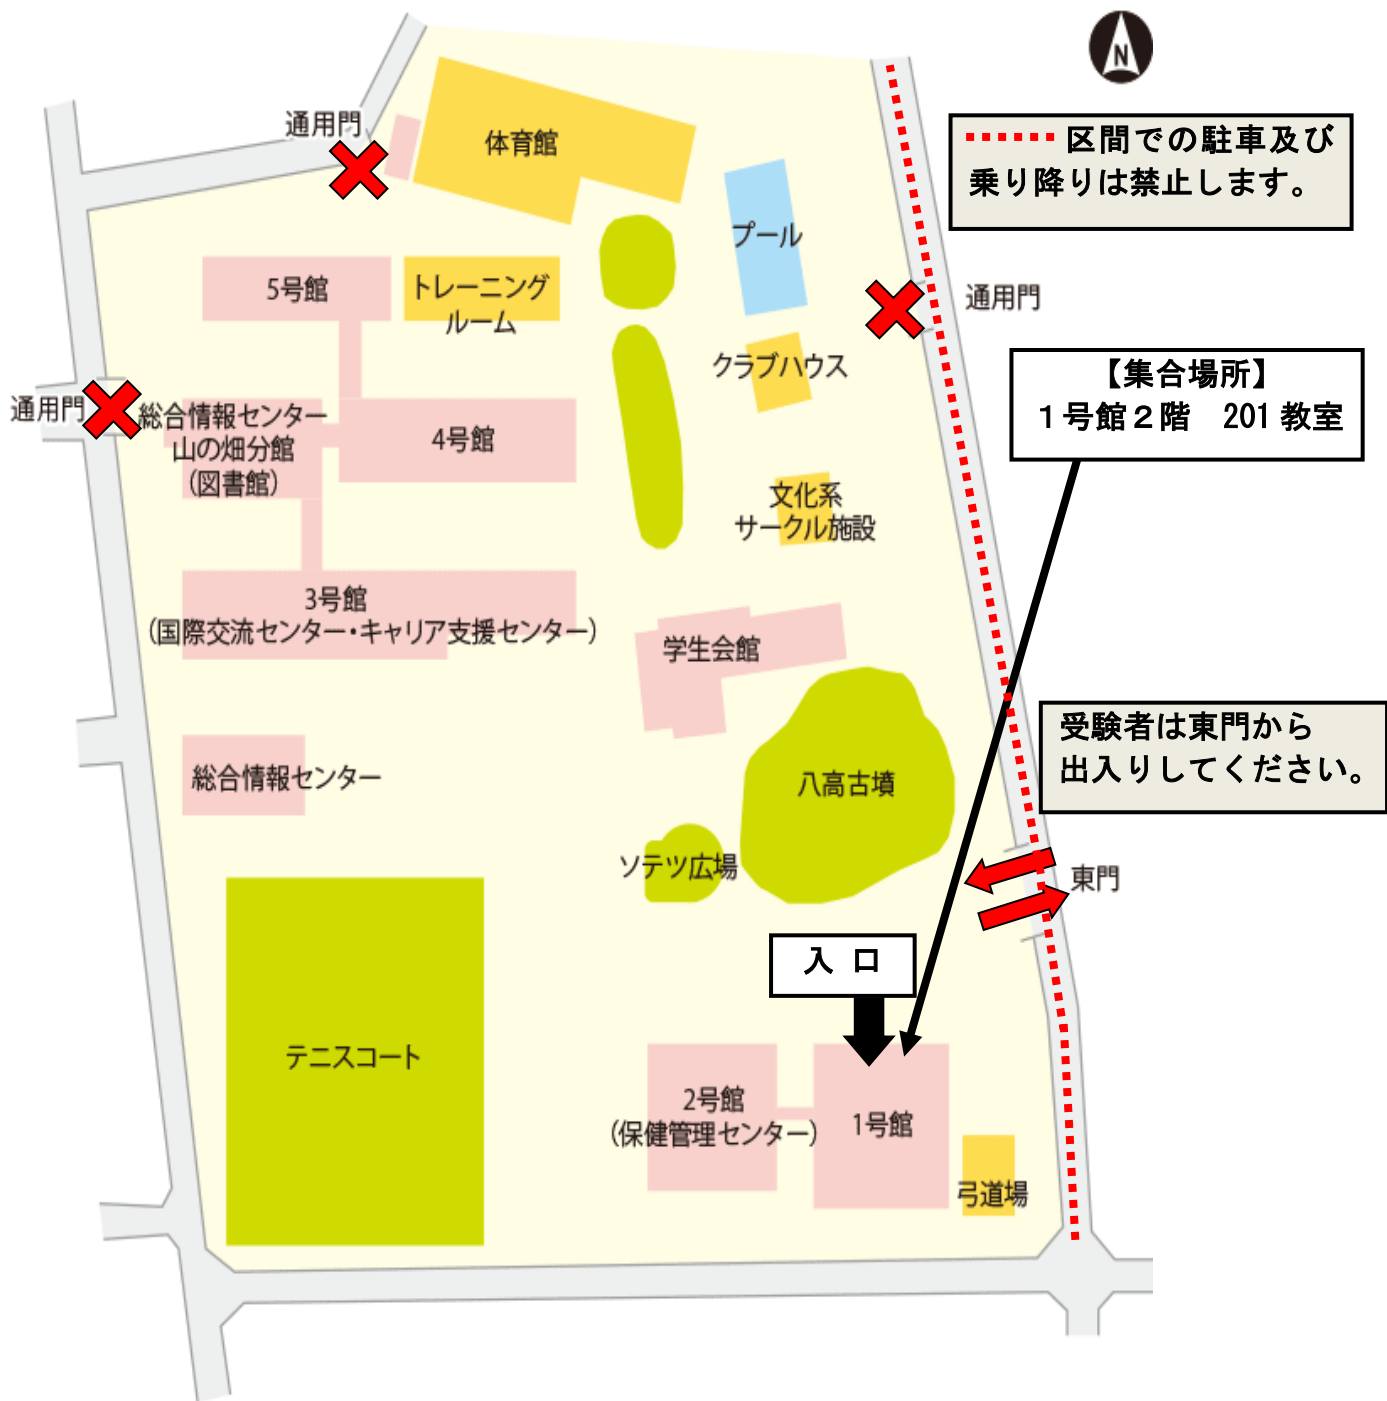 N
通用門
体育館
区間での駐車及び
乗り降りは禁止します。
プール
5号館
トレーニング
ルーム
通用門
クラブハウス
【集合場所】
1号館2階 201教室
通用門
総合情報センター
山の畑分館
(図書館)
4号館
文化系
サークル施設
3号館
(国際交流センター・キャリア支援センター)
学生会館
受験者は東門から
出入りしてください。
総合情報センター
八高古墳
ソテツ広場
東門
入 口
テニスコート
2号館
(保健管理センター)
1号館
弓道場